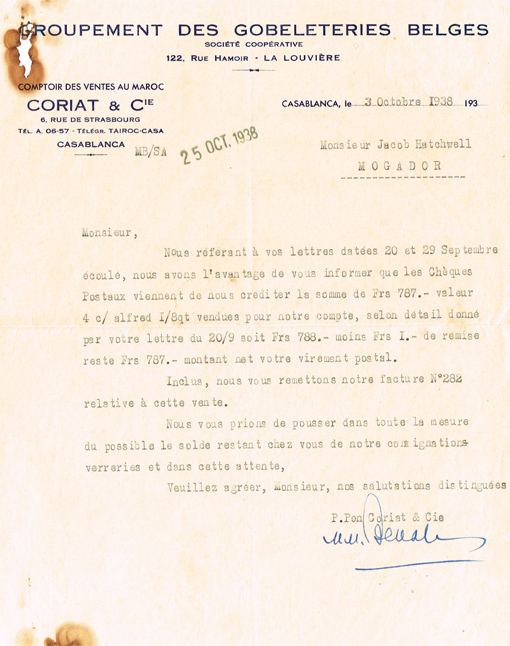 GROUPEMENT DES GOBELETERIES BELGES
SOCIÉTÉ COOPÉRATIVE
122, RUE HAMOIR - LA LOUVIÈRE
COMPTOIR DES VENTES AU MAROC
CORIAT & CIE
6, RUE DE STRASBOURG
TÉL. A. 06-57 - TÉLÉGR. TAIROC-CASA
CASABLANCA
MB/SA
25 OCT. 1938
CASABLANCA, le 3 Octobre 1938 193
Monsieur Jacob Hatchwell
MOGADOR
Monsieur,
Nous référant à vos lettres datées 20 et 29 Septembre
écoulé, nous avons l'avantage de vous informer que les Chèques
Postaux viennent de nous créditer la somme de Frs 787.- valeur
4 c/ alfred I/8qt vendues pour notre compte, selon détail donné
par votre lettre du 20/9 soit Frs 788.- moins Frs I.- de remise
reste Frs 787.- montant net votre virement postal.
Inclus, nous vous remettons notre facture N°282
relative à cette vente.
Nous vous prions de pousser dans toute la mesure
du possible le solde restant chez vous de notre consignations
verreries et dans cette attente,
Veuillez agréer, Monsieur, nos salutations distinguées
P.Pon Coriat & Cie